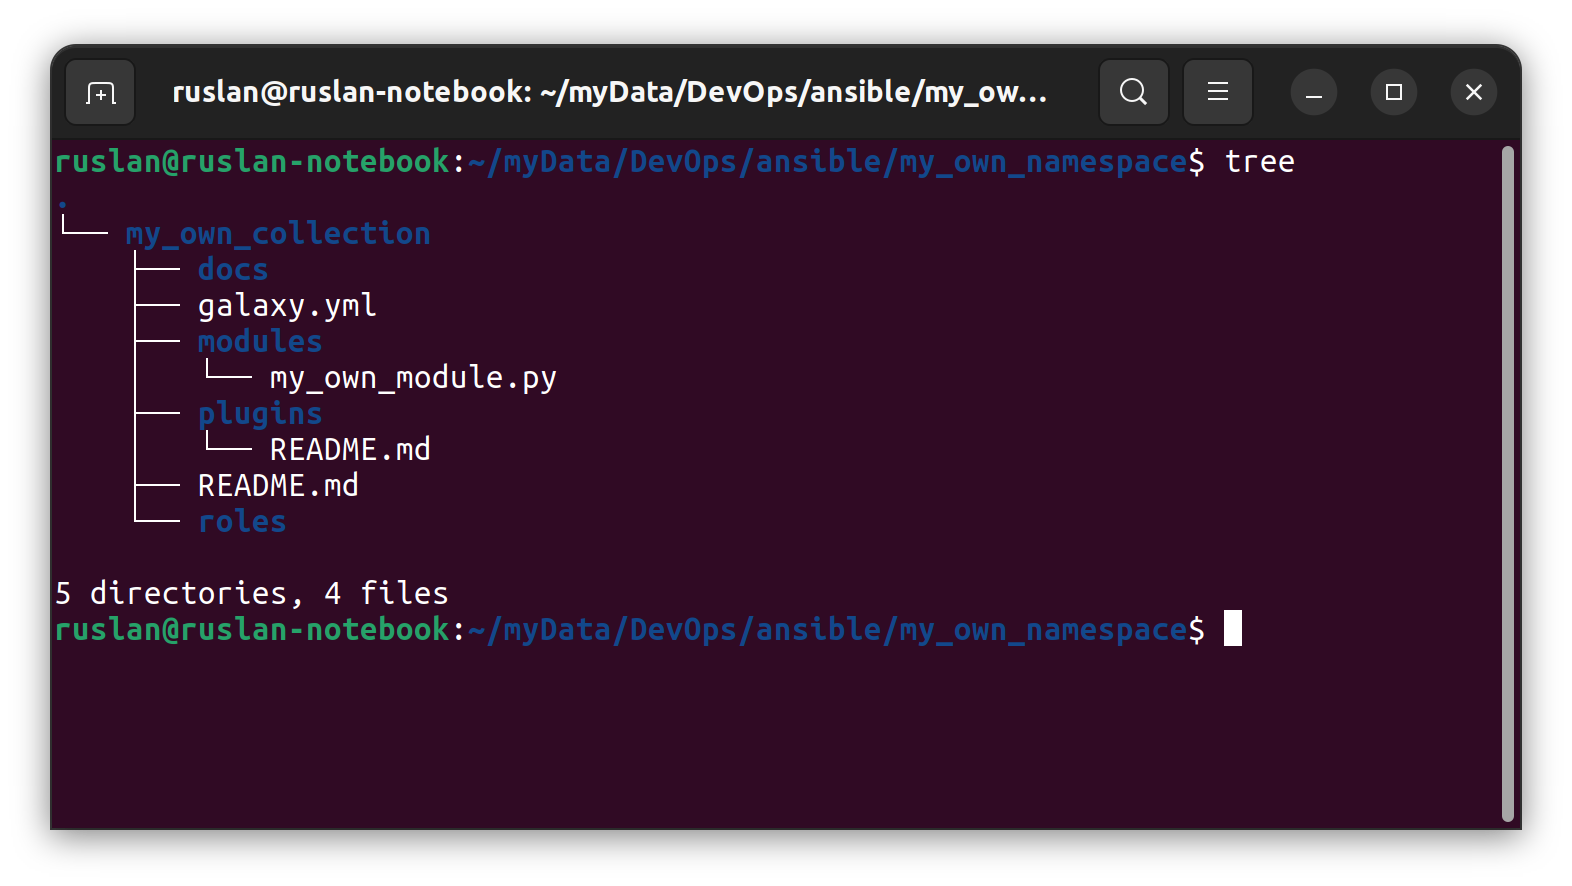 ruslan@ruslan-notebook: ~/myData/DevOps/ansible/my_ow...
ruslan@ruslan-notebook:~/myData/DevOps/ansible/my_own_namespace$ tree
.
└── my_own_collection
    ├── docs
    ├── galaxy.yml
    ├── modules
    │   └── my_own_module.py
    ├── plugins
    │   └── README.md
    ├── README.md
    └── roles
5 directories, 4 files
ruslan@ruslan-notebook:~/myData/DevOps/ansible/my_own_namespace$